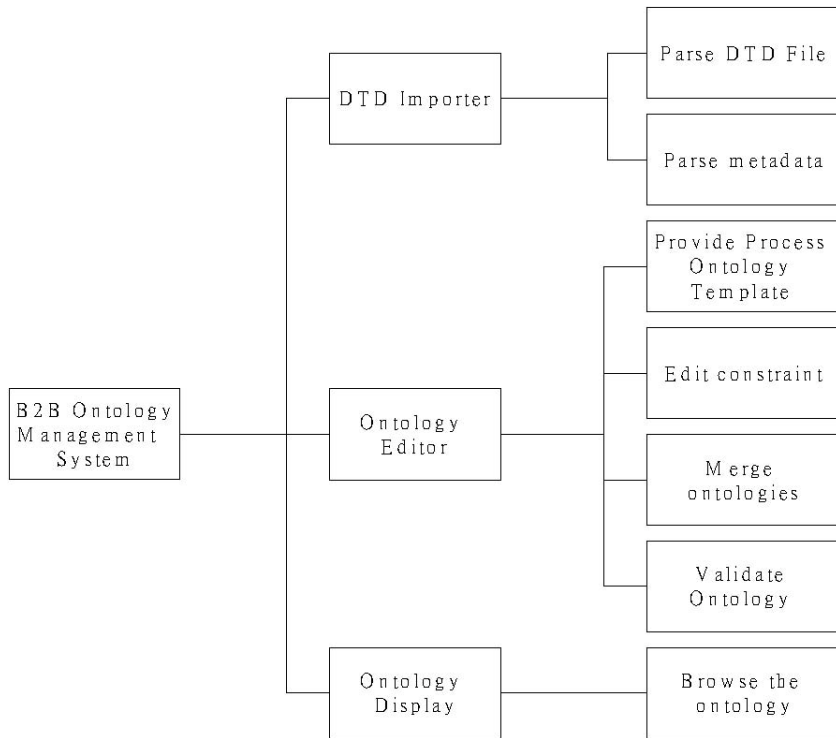 Parse DTD File
DTD Importer
Parse metadata
Provide Process
Ontology
Template
Edit constraint
B2B Ontology
Management
System
Ontology
Editor
Merge
ontologies
Validate
Ontology
Ontology
Display
Browse the
ontology